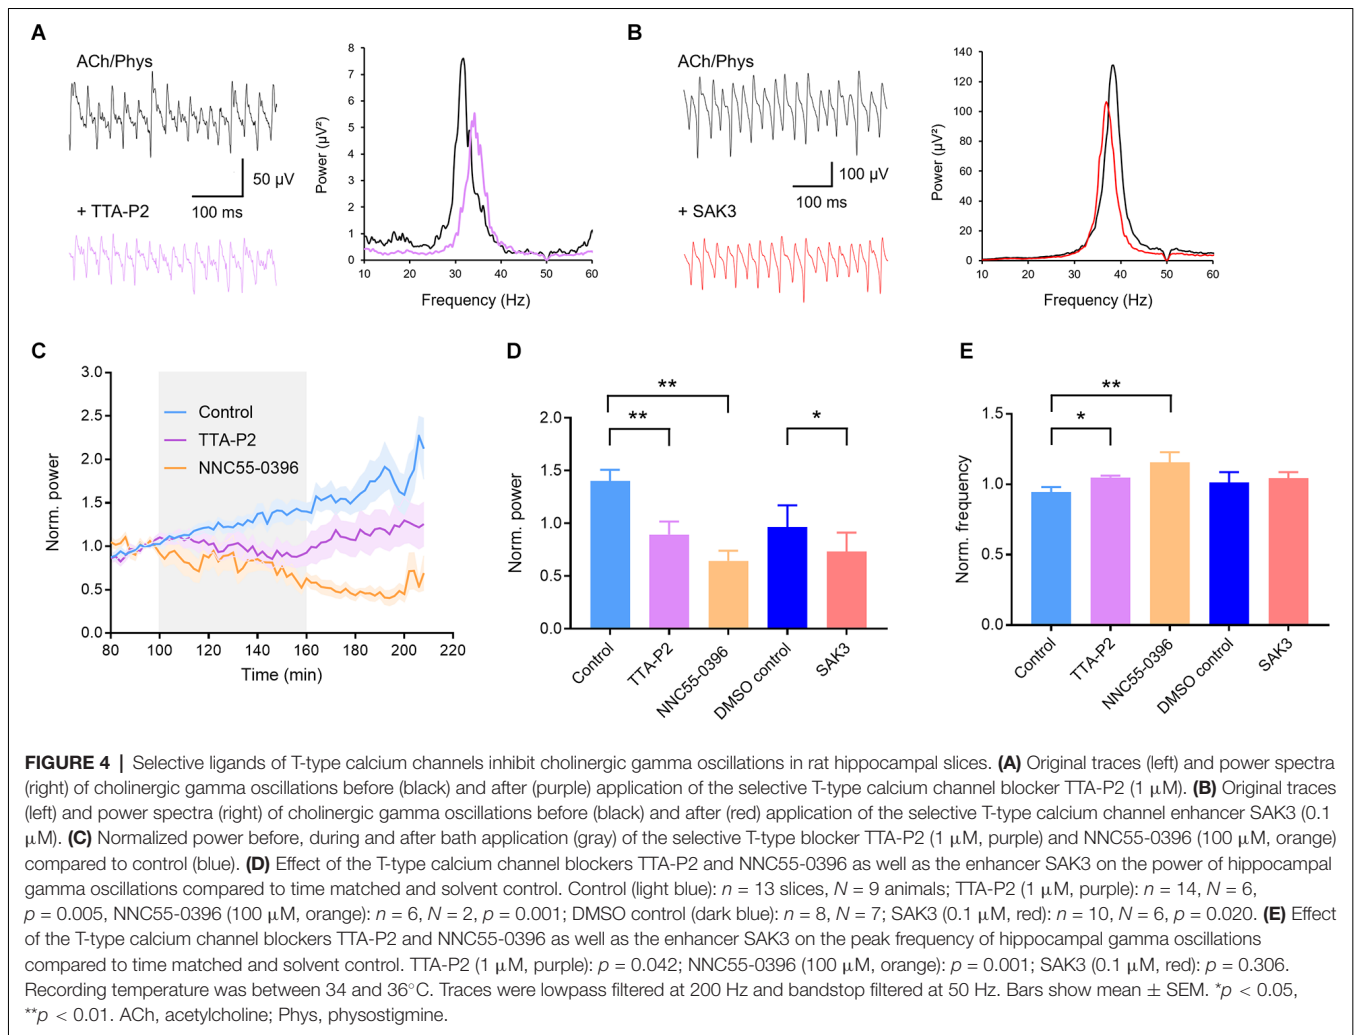 A
ACh/Phys
50 µV
100 ms
+ TTA-P2
Power (µV²)
8
7
6
5
4
3
2
1
0
10 20 30 40 50 60
Frequency (Hz)
B
ACh/Phys
100 µV
100 ms
+ SAK3
Power (µV²)
140
120
100
80
60
40
20
0
10 20 30 40 50 60
Frequency (Hz)
C
Norm. power
3.0
2.5
2.0
1.5
1.0
0.5
0.0
Control
TTA-P2
NNC55-0396
80 100 120 140 160 180 200 220
Time (min)
D
Norm. power
2.0
1.5
1.0
0.5
0.0
**
**
*
Control
TTA-P2
NNC55-0396
DMSO control
SAK3
E
Norm. frequency
1.5
1.0
0.5
0.0
**
*
Control
TTA-P2
NNC55-0396
DMSO control
SAK3
FIGURE 4 | Selective ligands of T-type calcium channels inhibit cholinergic gamma oscillations in rat hippocampal slices. (A) Original traces (left) and power spectra
(right) of cholinergic gamma oscillations before (black) and after (purple) application of the selective T-type calcium channel blocker TTA-P2 (1 µM). (B) Original traces
(left) and power spectra (right) of cholinergic gamma oscillations before (black) and after (red) application of the selective T-type calcium channel enhancer SAK3 (0.1
µM). (C) Normalized power before, during and after bath application (gray) of the selective T-type blocker TTA-P2 (1 µM, purple) and NNC55-0396 (100 µM, orange)
compared to control (blue). (D) Effect of the T-type calcium channel blockers TTA-P2 and NNC55-0396 as well as the enhancer SAK3 on the power of hippocampal
gamma oscillations compared to time matched and solvent control. Control (light blue): n = 13 slices, N = 9 animals; TTA-P2 (1 µM, purple): n = 14, N = 6,
p = 0.005, NNC55-0396 (100 µM, orange): n = 6, N = 2, p = 0.001; DMSO control (dark blue): n = 8, N = 7; SAK3 (0.1 µM, red): n = 10, N = 6, p = 0.020. (E) Effect
of the T-type calcium channel blockers TTA-P2 and NNC55-0396 as well as the enhancer SAK3 on the peak frequency of hippocampal gamma oscillations
compared to time matched and solvent control. TTA-P2 (1 µM, purple): p = 0.042; NNC55-0396 (100 µM, orange): p = 0.001; SAK3 (0.1 µM, red): p = 0.306.
Recording temperature was between 34 and 36°C. Traces were lowpass filtered at 200 Hz and bandstop filtered at 50 Hz. Bars show mean ± SEM. *p < 0.05,
**p < 0.01. ACh, acetylcholine; Phys, physostigmine.